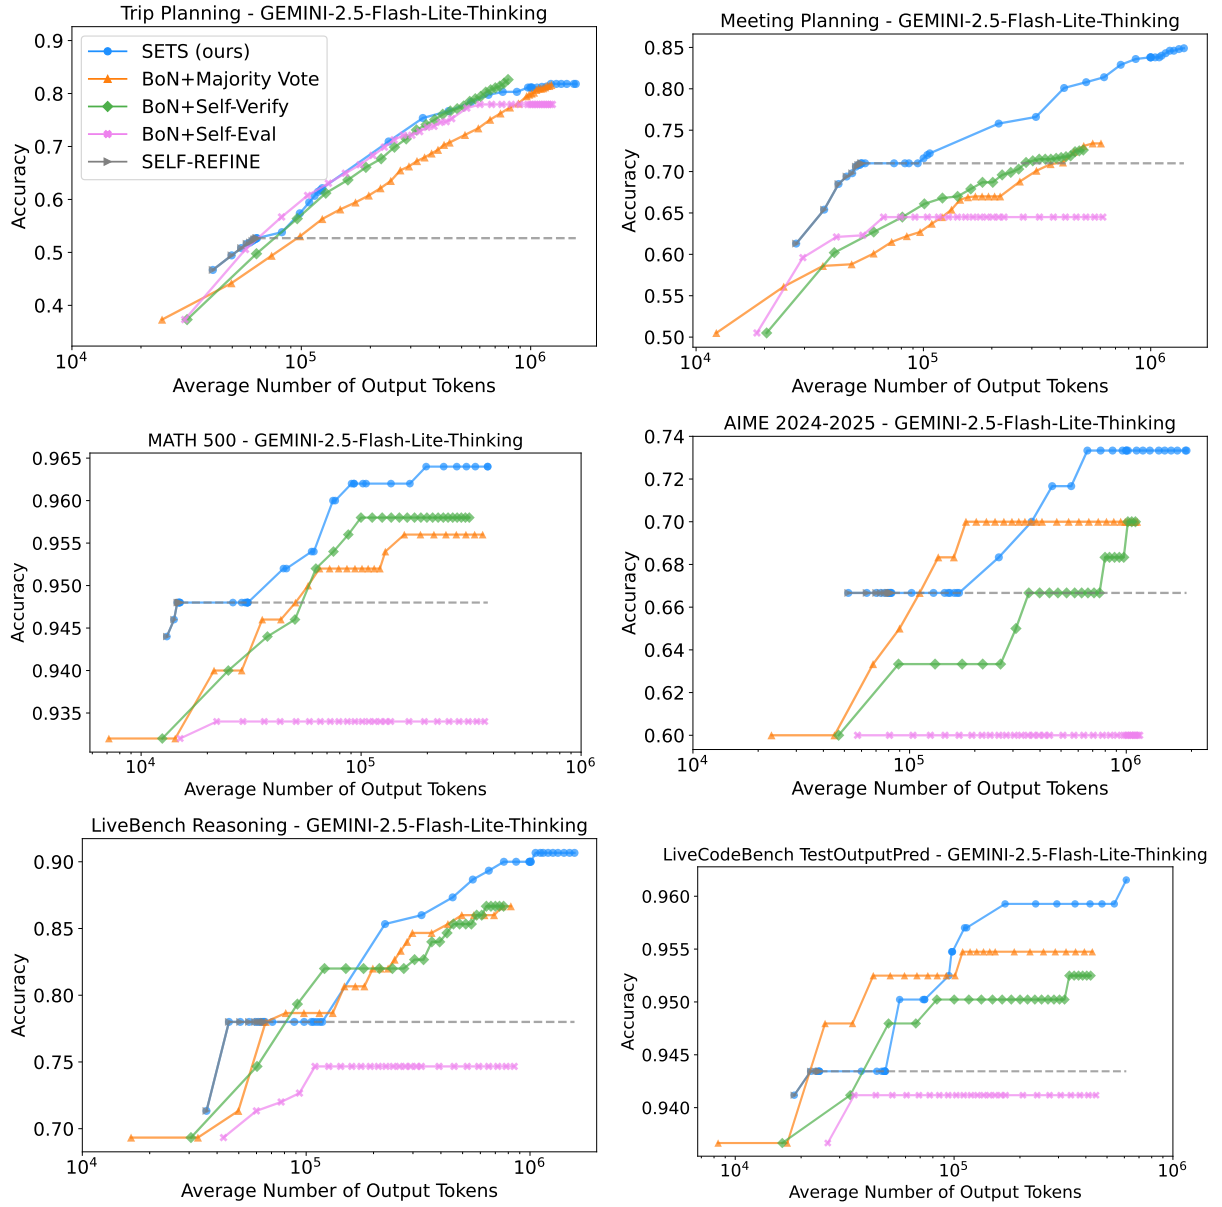 Trip Planning - GEMINI-2.5-Flash-Lite-Thinking
0.9
0.8
0.7
0.6
0.5
0.4
Accuracy
SETS (ours)
BoN+Majority Vote
BoN+Self-Verify
BoN+Self-Eval
SELF-REFINE
10^4
10^5
10^6
Average Number of Output Tokens
Meeting Planning - GEMINI-2.5-Flash-Lite-Thinking
0.85
0.80
0.75
0.70
0.65
0.60
0.55
0.50
Accuracy
10^4
10^5
10^6
Average Number of Output Tokens
MATH 500 - GEMINI-2.5-Flash-Lite-Thinking
0.965
0.960
0.955
0.950
0.945
0.940
0.935
Accuracy
10^4
10^5
10^6
Average Number of Output Tokens
AIME 2024-2025 - GEMINI-2.5-Flash-Lite-Thinking
0.74
0.72
0.70
0.68
0.66
0.64
0.62
0.60
Accuracy
10^4
10^5
10^6
Average Number of Output Tokens
LiveBench Reasoning - GEMINI-2.5-Flash-Lite-Thinking
0.90
0.85
0.80
0.75
0.70
Accuracy
10^4
10^5
10^6
Average Number of Output Tokens
LiveCodeBench TestOutputPred - GEMINI-2.5-Flash-Lite-Thinking
0.960
0.955
0.950
0.945
0.940
Accuracy
10^4
10^5
10^6
Average Number of Output Tokens